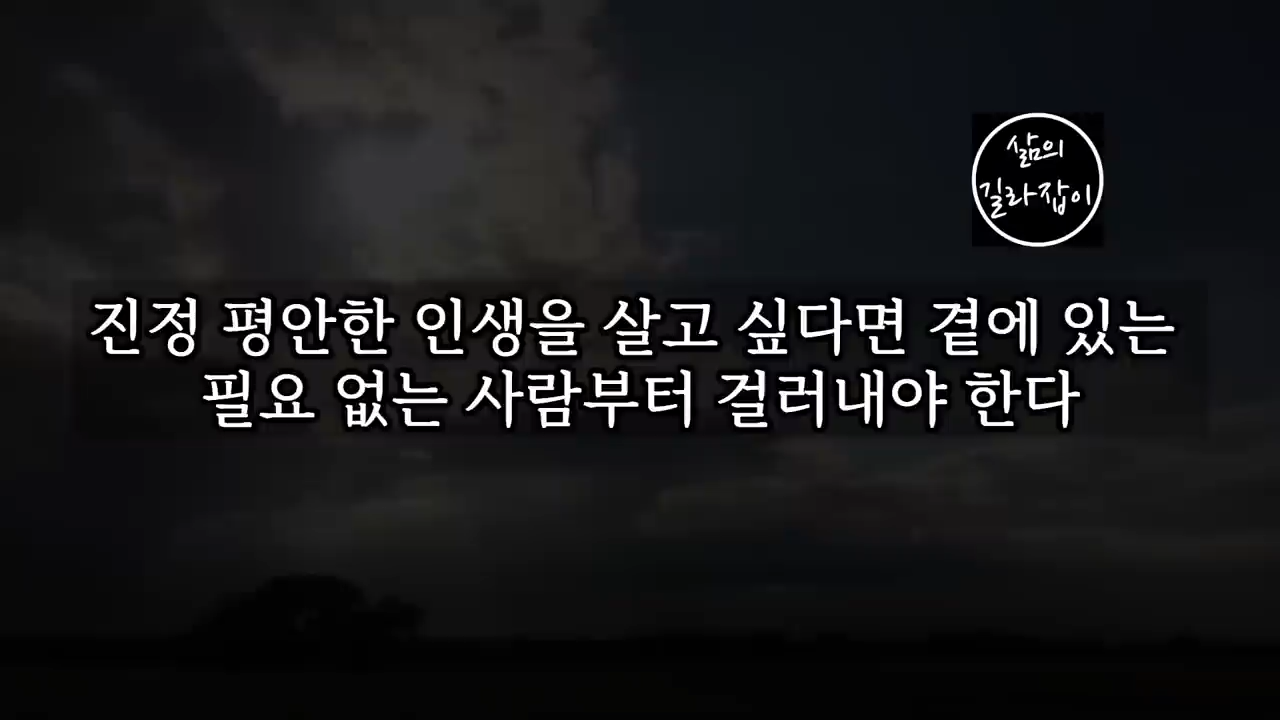 삶의
길라잡이
진정 평안한 인생을 살고 싶다면 곁에 있는
필요 없는 사람부터 걸러내야 한다